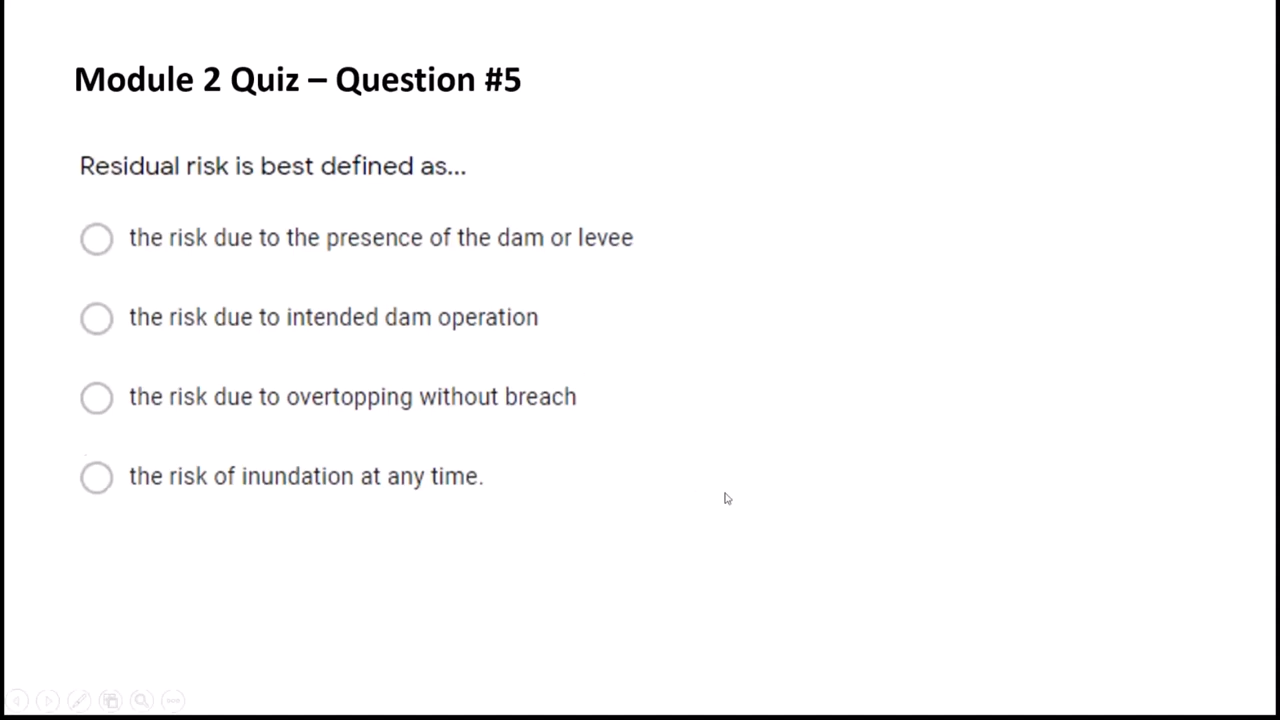 Module 2 Quiz – Question #5
Residual risk is best defined as...
the risk due to the presence of the dam or levee
the risk due to intended dam operation
the risk due to overtopping without breach
the risk of inundation at any time.